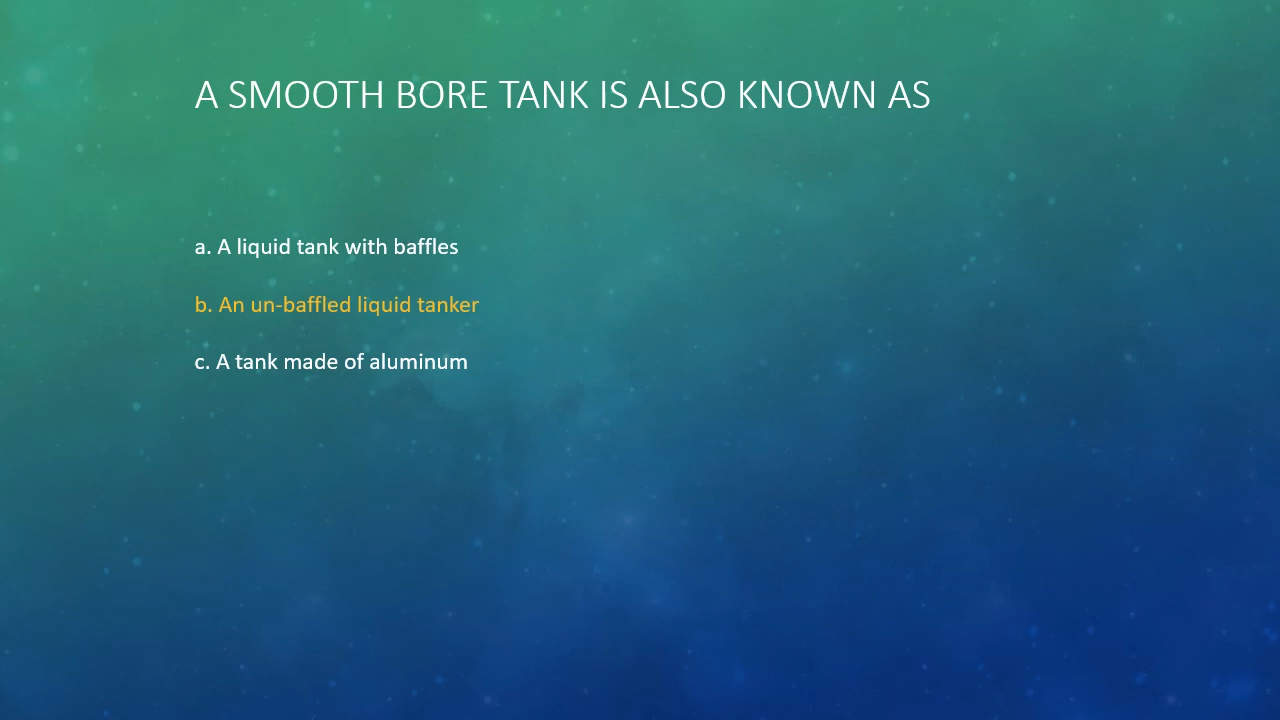 A SMOOTH BORE TANK IS ALSO KNOWN AS
a. A liquid tank with baffles
b. An un-baffled liquid tanker
c. A tank made of aluminum